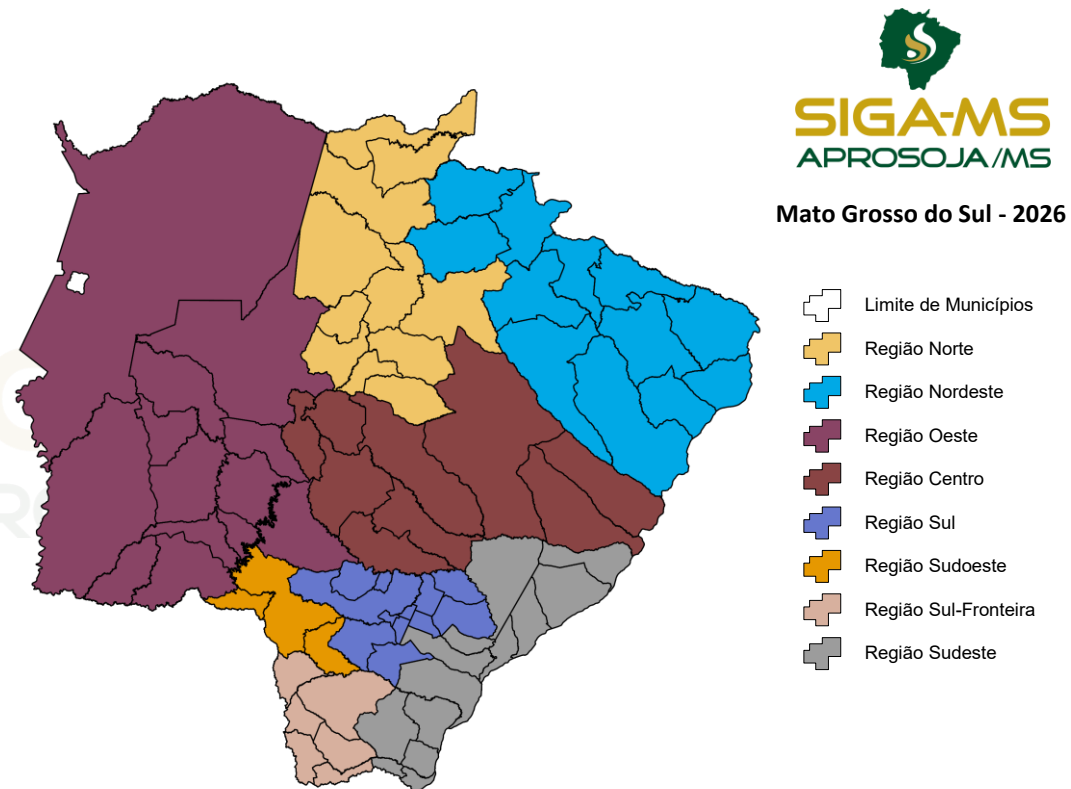 SIGA-MS
APROSOJA/MS
Mato Grosso do Sul - 2026
Limite de Municípios
Região Norte
Região Nordeste
Região Oeste
Região Centro
Região Sul
Região Sudoeste
Região Sul-Fronteira
Região Sudeste